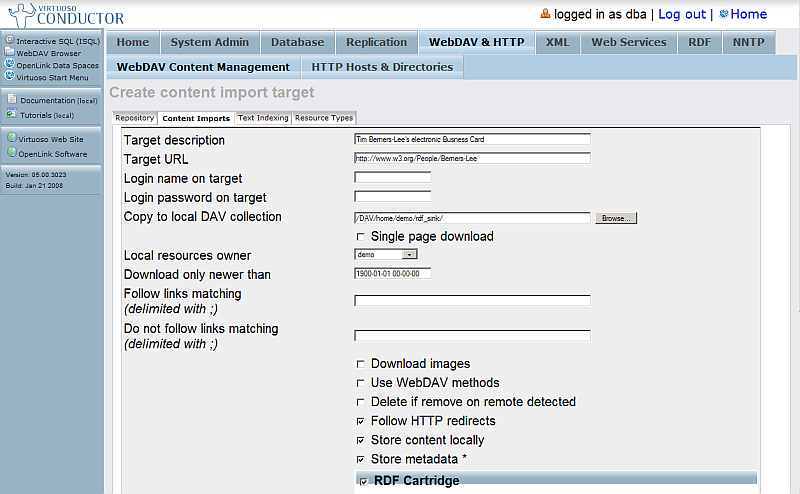 VIRTUOSO
CONDUCTOR
logged in as dba | Log out | Home
Interactive SQL (ISQL)
WebDAV Browser
OpenLink Data Spaces
Virtuoso Start Menu
Documentation (local)
Tutorials (local)
Virtuoso Web Site
OpenLink Software
Version: 05.00.3023
Build: Jan 21 2008
Home System Admin Database Replication WebDAV & HTTP XML Web Services RDF NNTP
WebDAV Content Management HTTP Hosts & Directories
Create content import target
Repository Content Imports Text Indexing Resource Types
Target description Tim Berners-Lee's electronic Business Card
Target URL http://www.w3.org/People/Berners-Lee
Login name on target
Login password on target
Copy to local DAV collection /DAV/home/demo/rdf_sink/ Browse...
Single page download
Local resources owner demo
Download only newer than 1900-01-01 00-00-00
Follow links matching
(delimited with ;)
Do not follow links matching
(delimited with ;)
Download images
Use WebDAV methods
Delete if remove on remote detected
Follow HTTP redirects
Store content locally
Store metadata *
RDF Cartridge